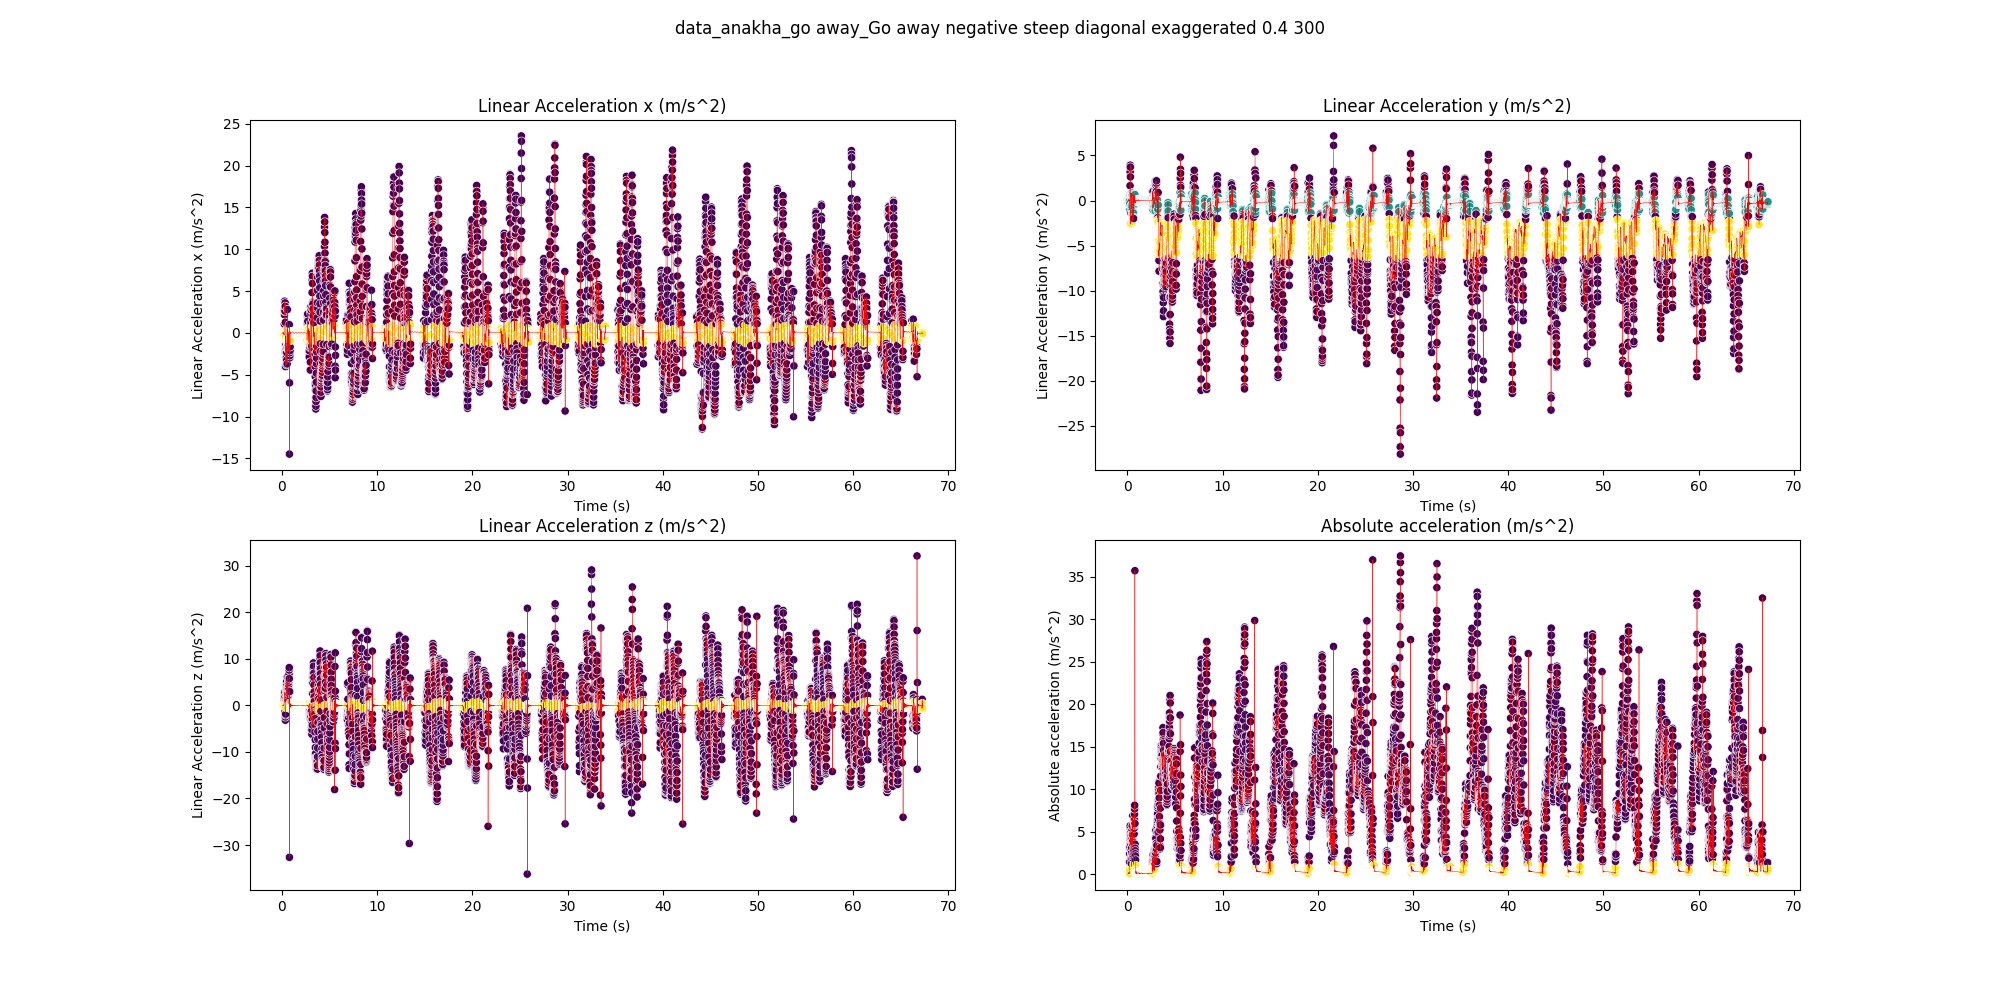 data_anakha_go away_Go away negative steep diagonal exaggerated 0.4 300
Linear Acceleration x (m/s^2)
Linear Acceleration x (m/s^2)
25
20
15
10
5
0
−5
−10
−15
0 10 20 30 40 50 60 70
Time (s)
Linear Acceleration y (m/s^2)
Linear Acceleration y (m/s^2)
5
0
−5
−10
−15
−20
−25
0 10 20 30 40 50 60 70
Time (s)
Linear Acceleration z (m/s^2)
Linear Acceleration z (m/s^2)
30
20
10
0
−10
−20
−30
0 10 20 30 40 50 60 70
Time (s)
Absolute acceleration (m/s^2)
Absolute acceleration (m/s^2)
35
30
25
20
15
10
5
0
0 10 20 30 40 50 60 70
Time (s)